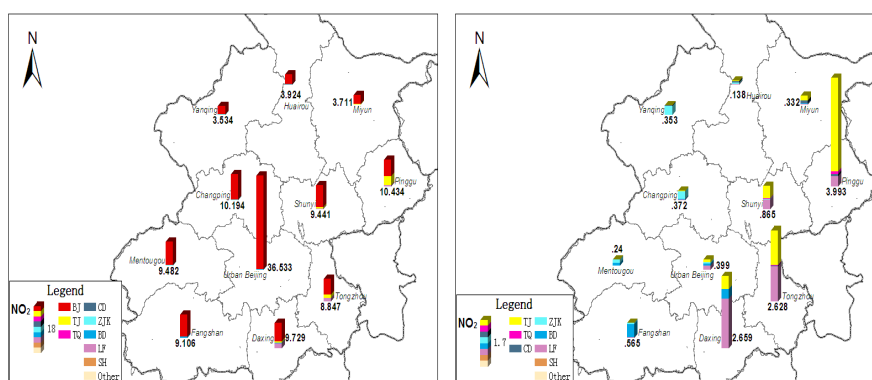 N
3.924
Huairou
3.711
Miyun
Yanqing
3.534
Pinggu
10.434
Changping
10.194
Shunyi
9.441
Mentougou
9.482
Urban Beijing
36.533
Tongzhou
8.847
Fangshan
9.106
Daxing
9.729
Legend
NO₂
18
BJ
TJ
TQ
CD
ZJK
BD
LF
SH
Other
N
.138
Huairou
.332
Miyun
Yanqing
.353
Pinggu
3.993
Changping
.372
Shunyi
.865
.24
Mentougou
Urban Beijing
.399
Tongzhou
2.628
Fangshan
.565
Daxing
2.659
Legend
NO₂
1.7
TJ
TQ
CD
ZJK
BD
LF
SH
Other